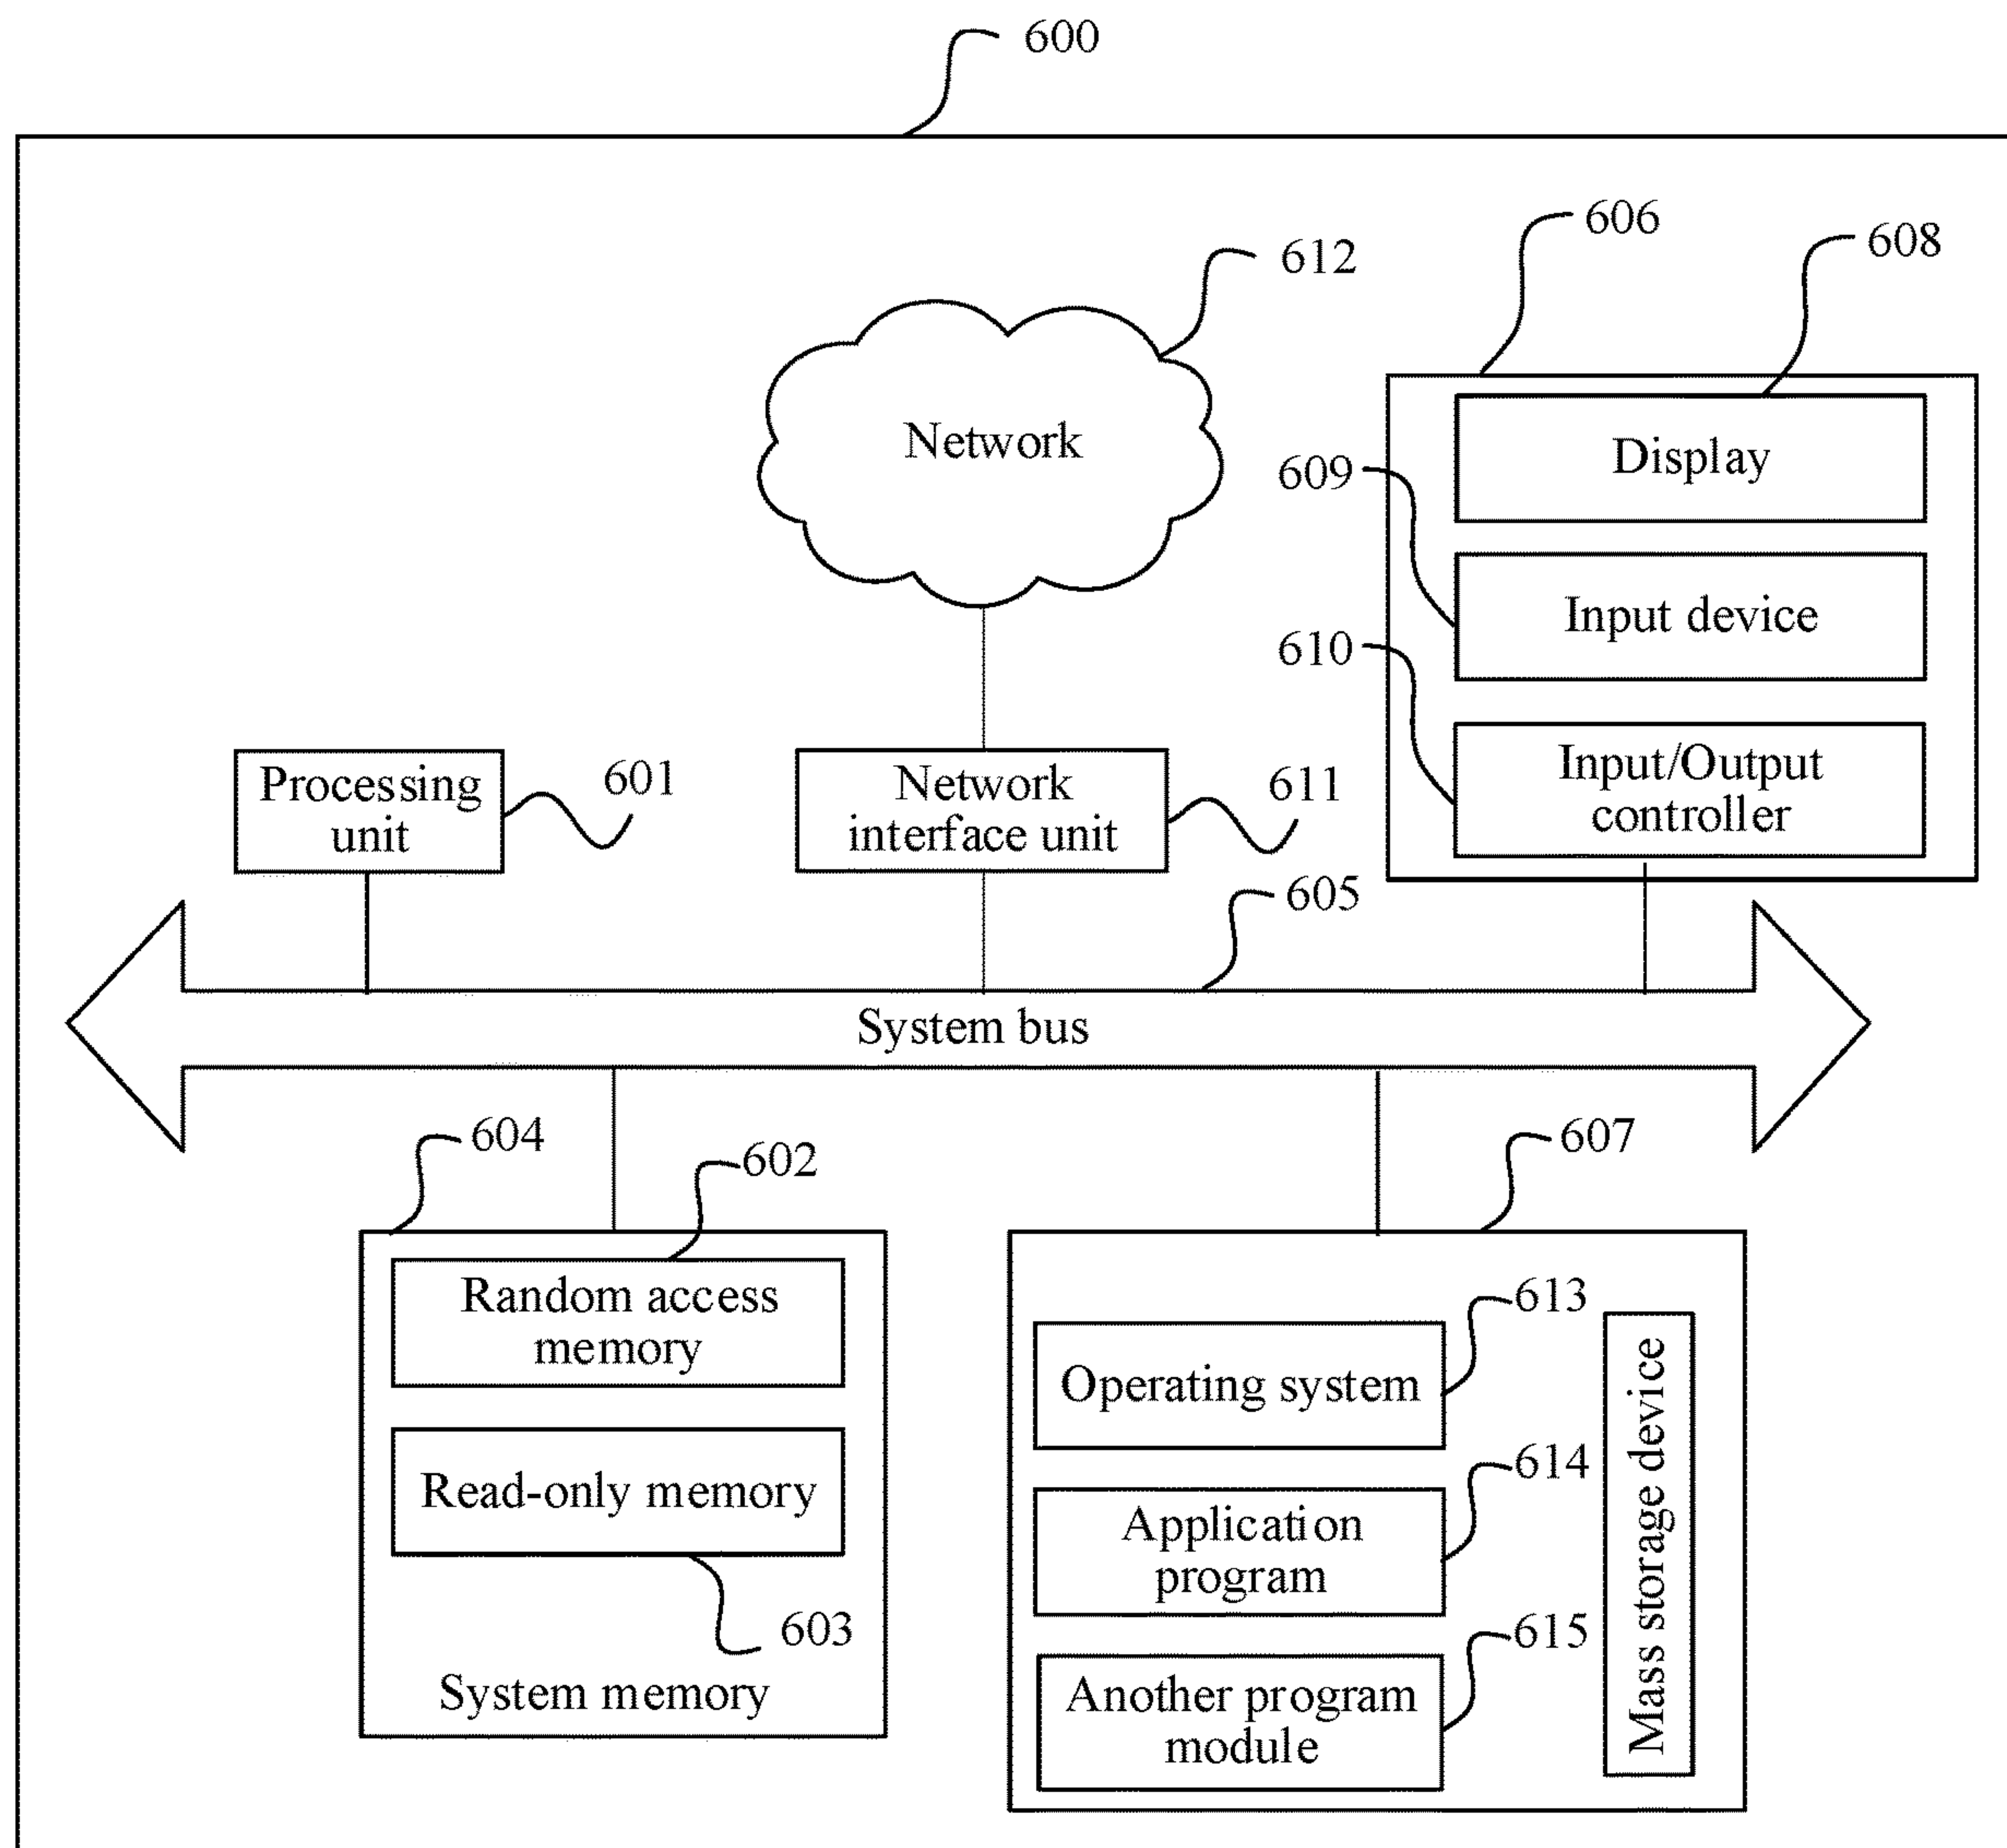 600
606
608
612
Network
Display
609
Input device
610
Processing
unit
601
Network
interface unit
611
Input/Output
controller
605
System bus
604
602
607
Random access
memory
Read-only memory
603
System memory
613
Operating system
614
Application
program
615
Another program
module
Mass storage device